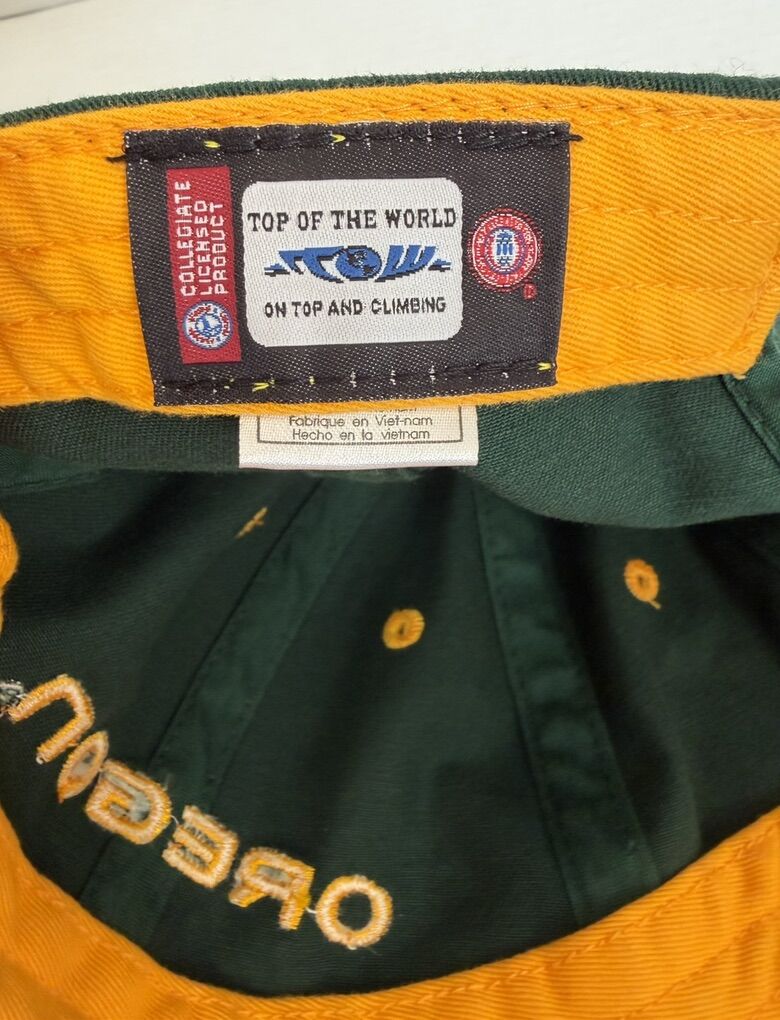 COLLEGIATE
LICENSED
PRODUCT
TOP OF THE WORLD
TOW
ON TOP AND CLIMBING
Fabrique en Viet-nam
Hecho en la vietnam
OREGON